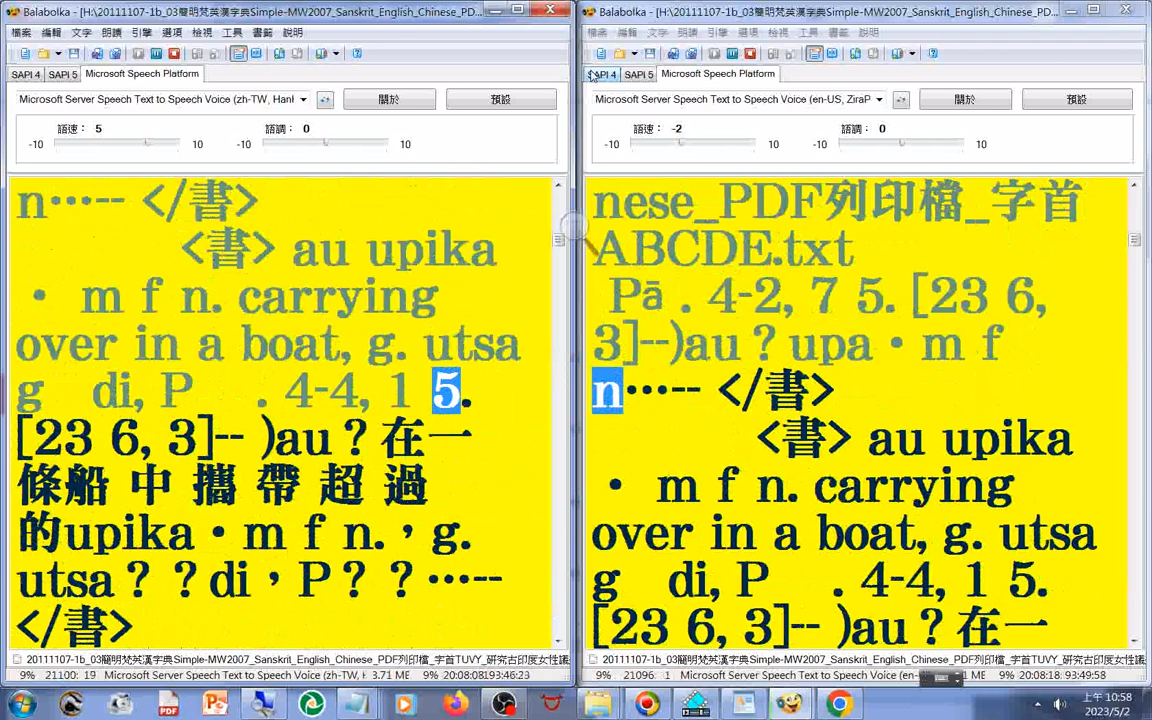 Balabolka - [H:\20111107-1b_03簡明梵英漢字典Simple-MW2007_Sanskrit_English_Chinese_PD...
檔案 編輯 文字 朗讀 引擎 選項 檢視 工具 書籤 說明
SAPI 4 SAPI 5 Microsoft Speech Platform
Microsoft Server Speech Text to Speech Voice (zh-TW, Hanl
關於 預設
語速： 5 語調： 0
-10 10 -10 10
n…-- </書>
<書> au upika
• m f n. carrying
over in a boat, g. utsa
g di, P . 4-4, 1 5.
[23 6, 3]-- )au？在一
條船 中 攜 帶 超 過
的upika•m f n.，g.
utsa？？di，P？？…--
</書>
20111107-1b_03簡明梵英漢字典Simple-MW2007_Sanskrit_English_Chinese_PDF列印檔_字首TUVY_研究古印度女性議
9% 21100: 19 Microsoft Server Speech Text to Speech Voice (zh-TW, 3.71 ME 9% 20:08:08193:46:23
Balabolka - [H:\20111107-1b_03簡明梵英漢字典Simple-MW2007_Sanskrit_English_Chinese_PD...
檔案 編輯 文字 朗讀 引擎 選項 檢視 工具 書籤 說明
SAPI 4 SAPI 5 Microsoft Speech Platform
Microsoft Server Speech Text to Speech Voice (en-US, ZiraP
關於 預設
語速： -2 語調： 0
-10 10 -10 10
nese_PDF列印檔_字首
ABCDE.txt
Pā . 4-2, 7 5. [23 6,
3]--)au？upa•m f
n…-- </書>
<書> au upika
• m f n. carrying
over in a boat, g. utsa
g di, P . 4-4, 1 5.
[23 6, 3]-- )au？在一
20111107-1b_03簡明梵英漢字典Simple-MW2007_Sanskrit_English_Chinese_PDF列印檔_字首TUVY_研究古印度女性議
9% 21096: 1 Microsoft Server Speech Text to Speech Voice ME 9% 20:08:18: 93:49:58
上午 10:58
2023/5/2